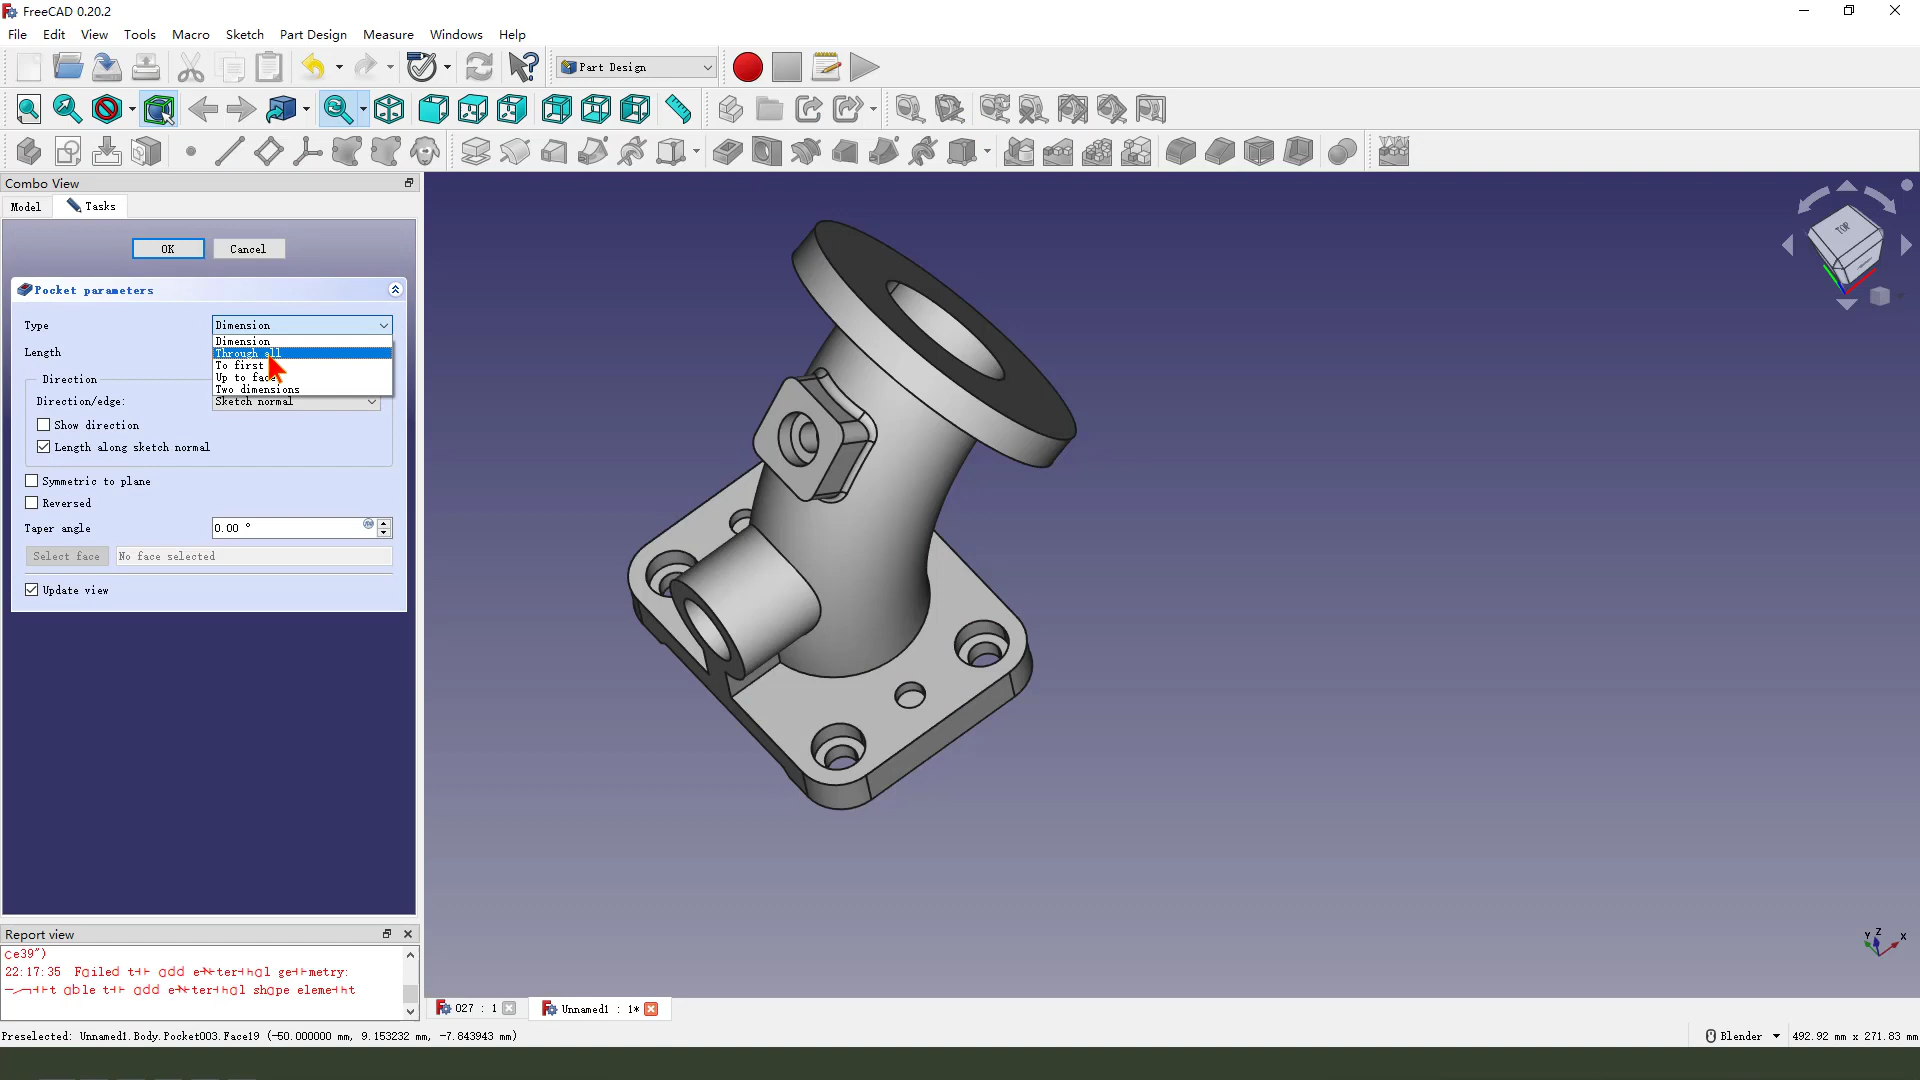 FreeCAD 0.20.2
File Edit View Tools Macro Sketch Part Design Measure Windows Help
Part Design
Combo View
Model Tasks
OK Cancel
Pocket parameters
Type Dimension
Dimension
Length Through all
To first
Up to face
Direction
Two dimensions
Direction/edge: Sketch normal
Show direction
Length along sketch normal
Symmetric to plane
Reversed
Taper angle 0.00 °
Select face No face selected
Update view
TOP
Report view
ce39")
22:17:35 Failed
able
shape
Z
Y X
027 : 1 Unnamed1 : 1*
Preselected: Unnamed1.Body.Pocket003.Face19 (-50.000000 mm, 9.153232 mm, -7.843943 mm) Blender 492.92 mm x 271.83 mm